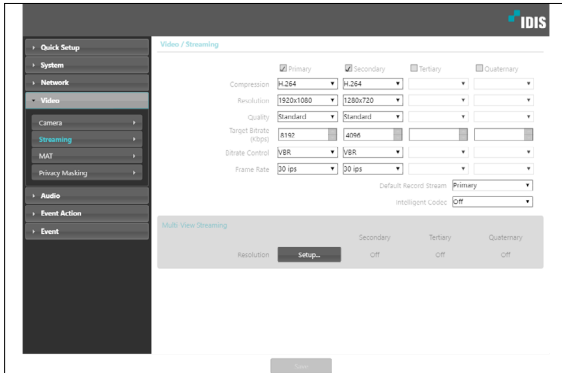 IDIS
Quick Setup
System
Network
Video
Camera
Streaming
MAT
Privacy Masking
Audio
Event Action
Event
Video / Streaming
Primary Secondary Tertiary Quaternary
Compression H.264 H.264
Resolution 1920x1080 1280x720
Quality Standard Standard
Target Bitrate
(Kbps) 8192 4096
Bitrate Control VBR VBR
Frame Rate 30 ips 30 ips
Default Record Stream Primary
Intelligent Codec Off
Multi-View Streaming
Secondary Tertiary Quaternary
Resolution Setup... Off Off Off
Save